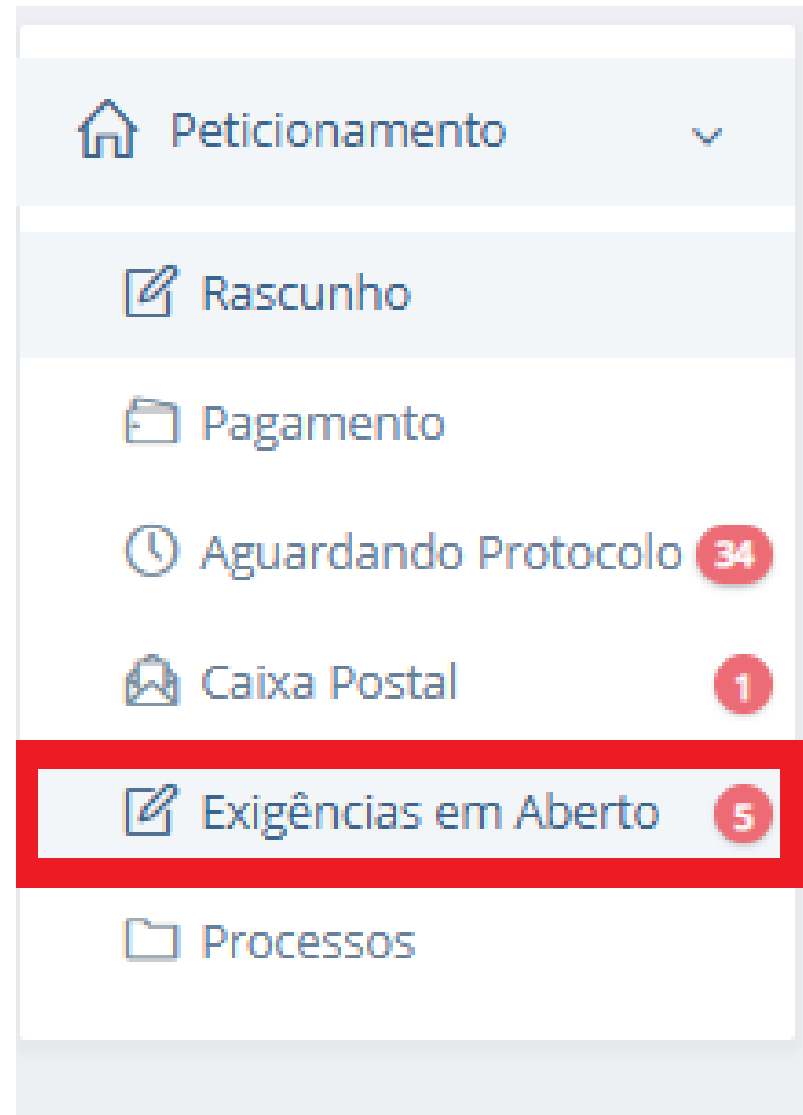 Peticionamento
Rascunho
Pagamento
Aguardando Protocolo 34
Caixa Postal 1
Exigências em Aberto 5
Processos